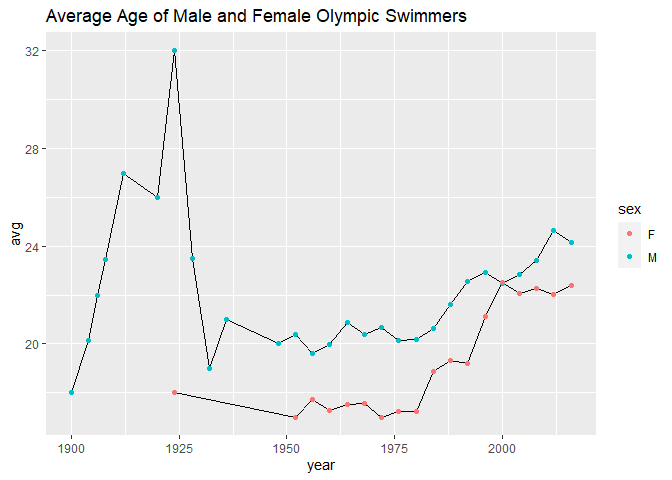 Average Age of Male and Female Olympic Swimmers
32
28
24
20
avg
1900 1925 1950 1975 2000
year
sex
F
M